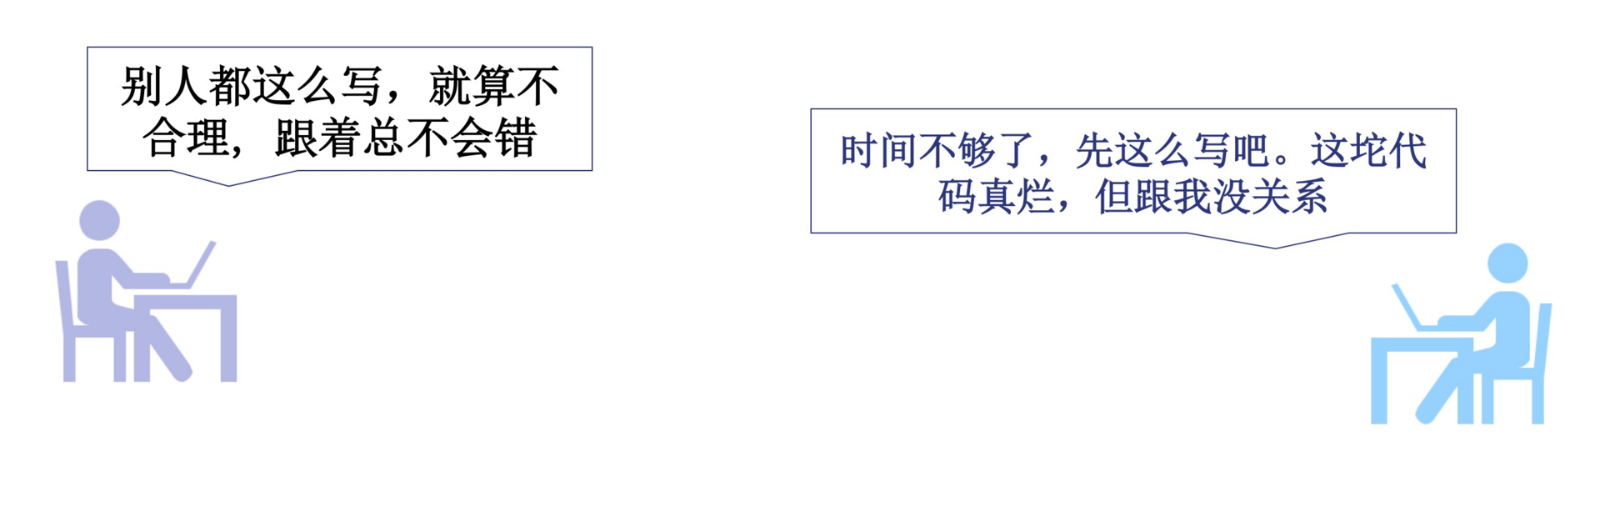 别人都这么写，就算不
合理，跟着总不会错
时间不够了，先这么写吧。这坨代
码真烂，但跟我没关系